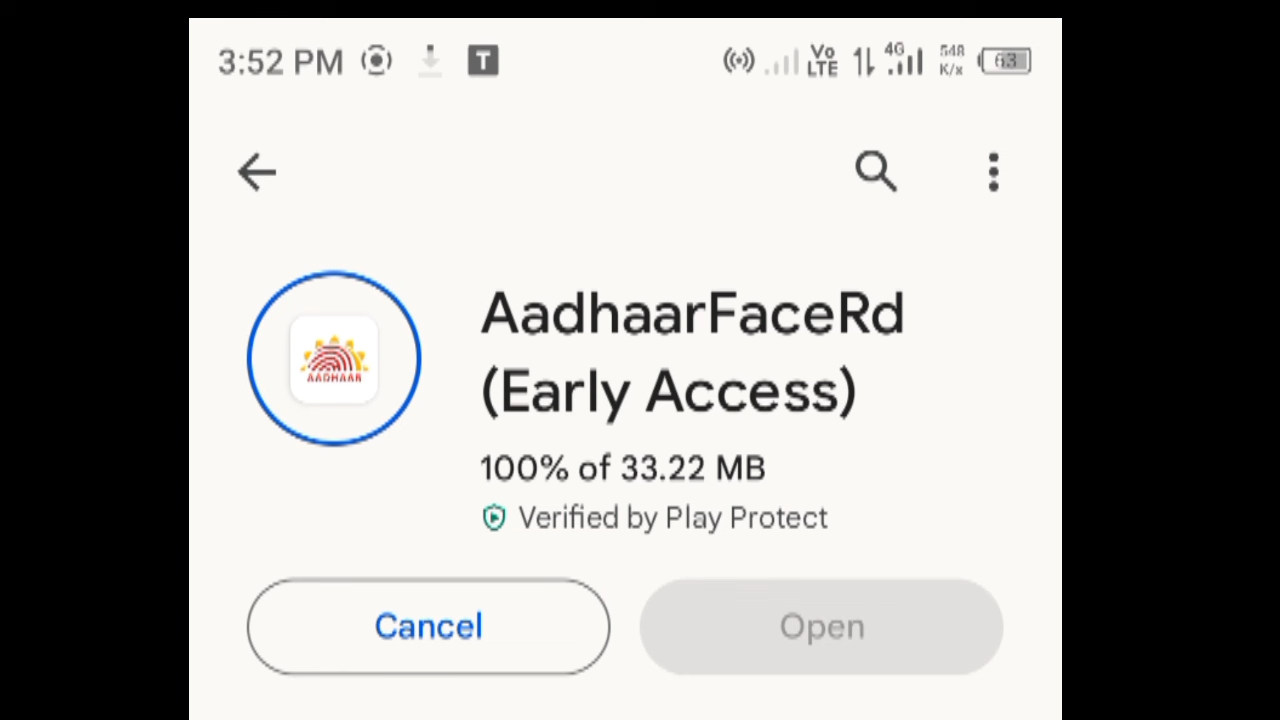 3:52 PM T Vo LTE 4G 548 K/x 63
AADHAAR
AadhaarFaceRd
(Early Access)
100% of 33.22 MB
Verified by Play Protect
Cancel Open